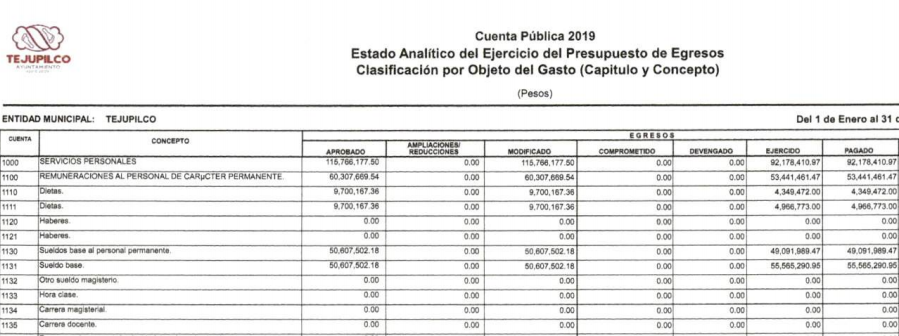 TEJUPILCO
AYUNTAMIENTO
Cuenta Pública 2019
Estado Analítico del Ejercicio del Presupuesto de Egresos
Clasificación por Objeto del Gasto (Capitulo y Concepto)
(Pesos)
ENTIDAD MUNICIPAL: TEJUPILCO Del 1 de Enero al 31 d
CUENTA CONCEPTO EGRESOS
APROBADO AMPLIACIONES/ REDUCCIONES MODIFICADO COMPROMETIDO DEVENGADO EJERCIDO PAGADO
1000 SERVICIOS PERSONALES 115,766,177.50 0.00 115,766,177.50 0.00 0.00 92,178,410.97 92,178,410.97
1100 REMUNERACIONES AL PERSONAL DE CARµCTER PERMANENTE. 60,307,669.54 0.00 60,307,669.54 0.00 0.00 53,441,461.47 53,441,461.47
1110 Dietas. 9,700,167.36 0.00 9,700,167.36 0.00 0.00 4,349,472.00 4,349,472.00
1111 Dietas. 9,700,167.36 0.00 9,700,167.36 0.00 0.00 4,966,773.00 4,966,773.00
1120 Haberes. 0.00 0.00 0.00 0.00 0.00 0.00 0.00
1121 Haberes. 0.00 0.00 0.00 0.00 0.00 0.00 0.00
1130 Sueldos base al personal permanente. 50,607,502.18 0.00 50,607,502.18 0.00 0.00 49,091,989.47 49,091,989.47
1131 Sueldo base. 50,607,502.18 0.00 50,607,502.18 0.00 0.00 55,565,290.95 55,565,290.95
1132 Otro sueldo magisterio. 0.00 0.00 0.00 0.00 0.00 0.00 0.00
1133 Hora clase. 0.00 0.00 0.00 0.00 0.00 0.00 0.00
1134 Carrera magisterial. 0.00 0.00 0.00 0.00 0.00 0.00 0.00
1135 Carrera docente. 0.00 0.00 0.00 0.00 0.00 0.00 0.00